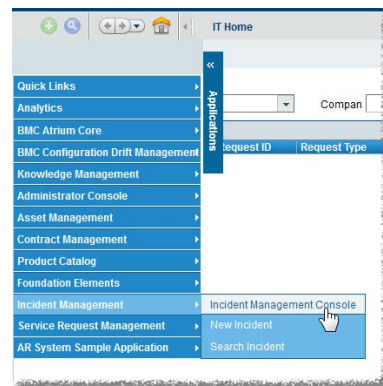 IT Home
«
Applications
Quick Links
Analytics
BMC Atrium Core
BMC Configuration Drift Management
Knowledge Management
Administrator Console
Asset Management
Contract Management
Product Catalog
Foundation Elements
Incident Management
Service Request Management
AR System Sample Application
Compan
Request ID Request Type
Incident Management Console
New Incident
Search Incident